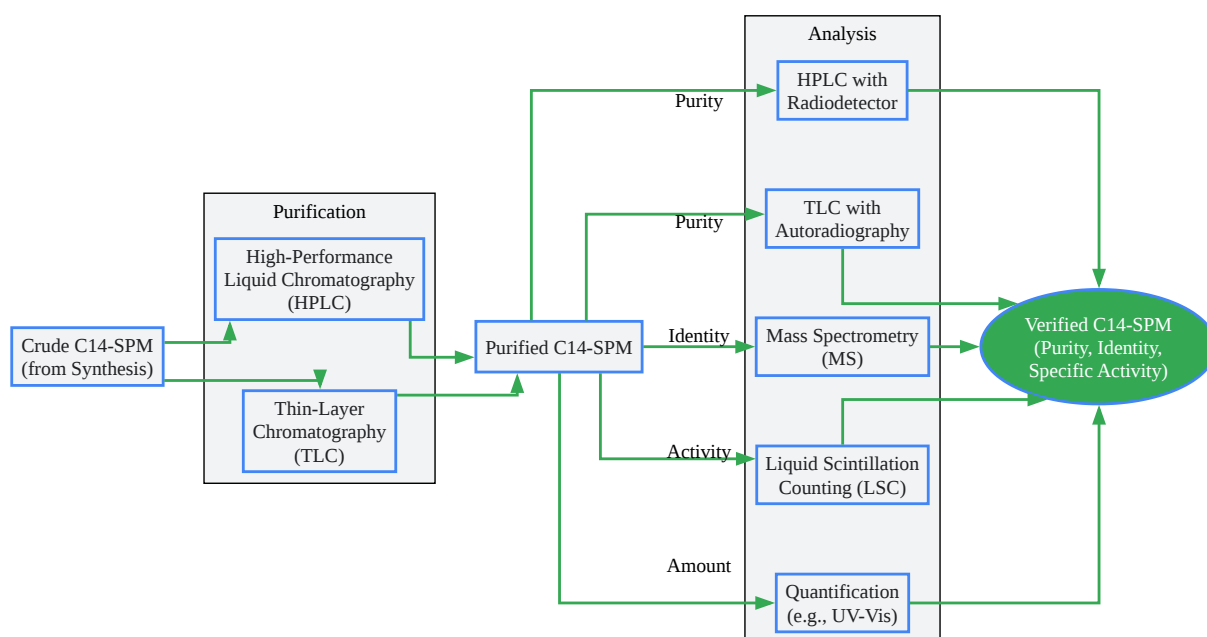 Crude C14-SPM
(from Synthesis)
Purification
High-Performance
Liquid Chromatography
(HPLC)
Thin-Layer
Chromatography
(TLC)
Purified C14-SPM
Purity
Purity
Identity
Activity
Amount
Analysis
HPLC with
Radiodetector
TLC with
Autoradiography
Mass Spectrometry
(MS)
Liquid Scintillation
Counting (LSC)
Quantification
(e.g., UV-Vis)
Verified C14-SPM
(Purity, Identity,
Specific Activity)